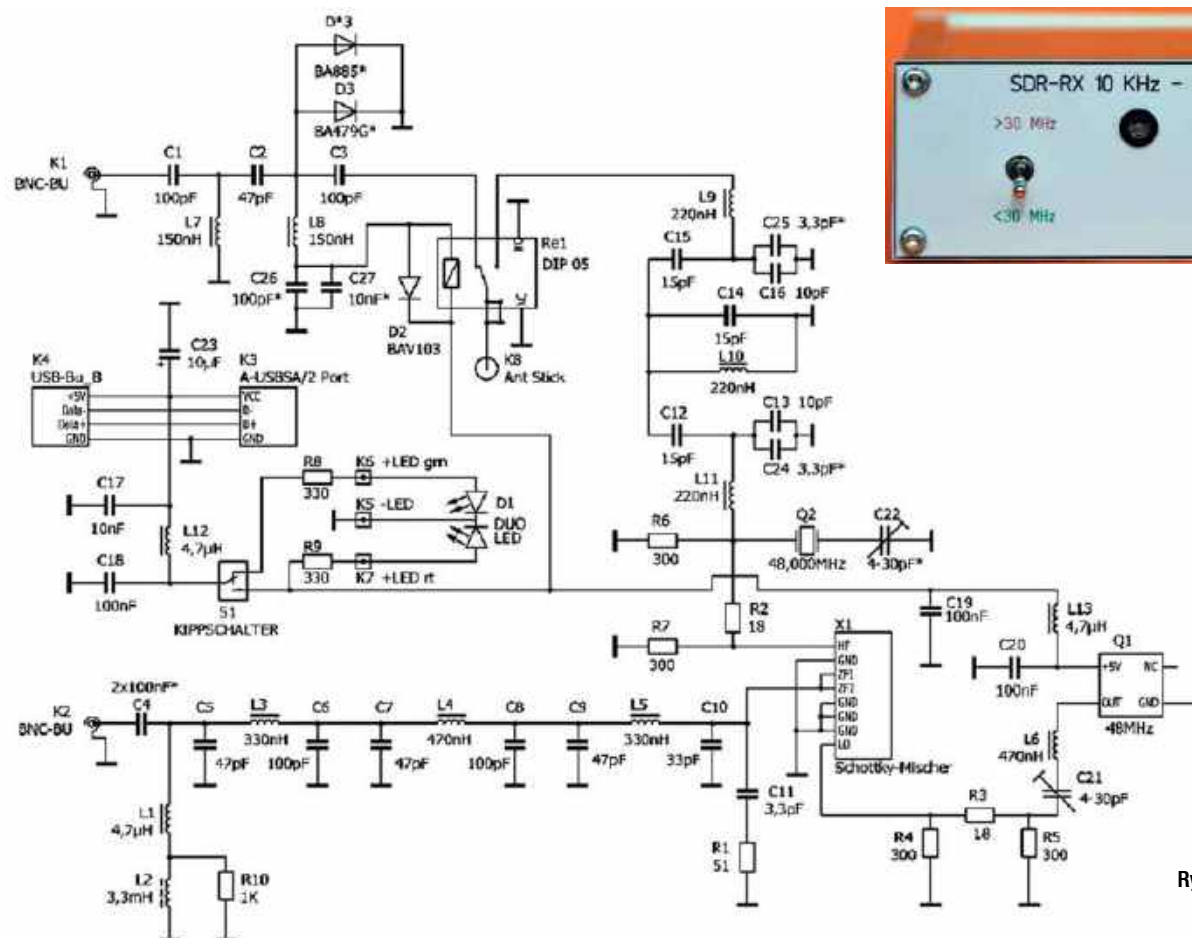 D*3
BA885*
D3
BA479G*
K1
BNC-BU
C1
100pF
C2
47pF
C3
100pF
L7
150nH
L8
150nH
C26
100pF*
C27
10nF*
D2
BAV103
Re1
DIP 05
NC
K8
Ant Stick
L9
220nH
C25 3,3pF*
C16 10pF
C15
15pF
C14
15pF
L10
220nH
C13 10pF
C24 3,3pF*
C12
15pF
L11
220nH
SDR-RX 10 KHz -
>30 MHz
<30 MHz
C23
10µF
+
K4
USB-Bu_B
+5V
Data-
Data+
GND
K3
A-USBSA/2 Port
VCC
D-
D+
GND
C17
10nF
L12
4,7µH
C18
100nF
S1
KIPPSCHALTER
R8
330
R9
330
K6 +LED grn
K5 -LED
K7 +LED rt
D1
DUO
LED
R6
300
Q2
48,000MHz
C22
4-30pF*
R2
18
R7
300
X1
HF
GND
ZF1
ZF2
GND
GND
GND
LO
Schottky-Mischer
C19
100nF
L13
4,7µH
C20
100nF
Q1
+5V NC
OUT GND
48MHz
L6
470nH
C21
4-30pF
R3
18
R4
300
R5
300
K2
BNC-BU
2x100nF*
C4
C5
47pF
L3
330nH
C6
100pF
C7
47pF
L4
470nH
C8
100pF
C9
47pF
L5
330nH
C10
33pF
C11
3,3pF
R1
51
L1
4,7µH
L2
3,3mH
R10
1K